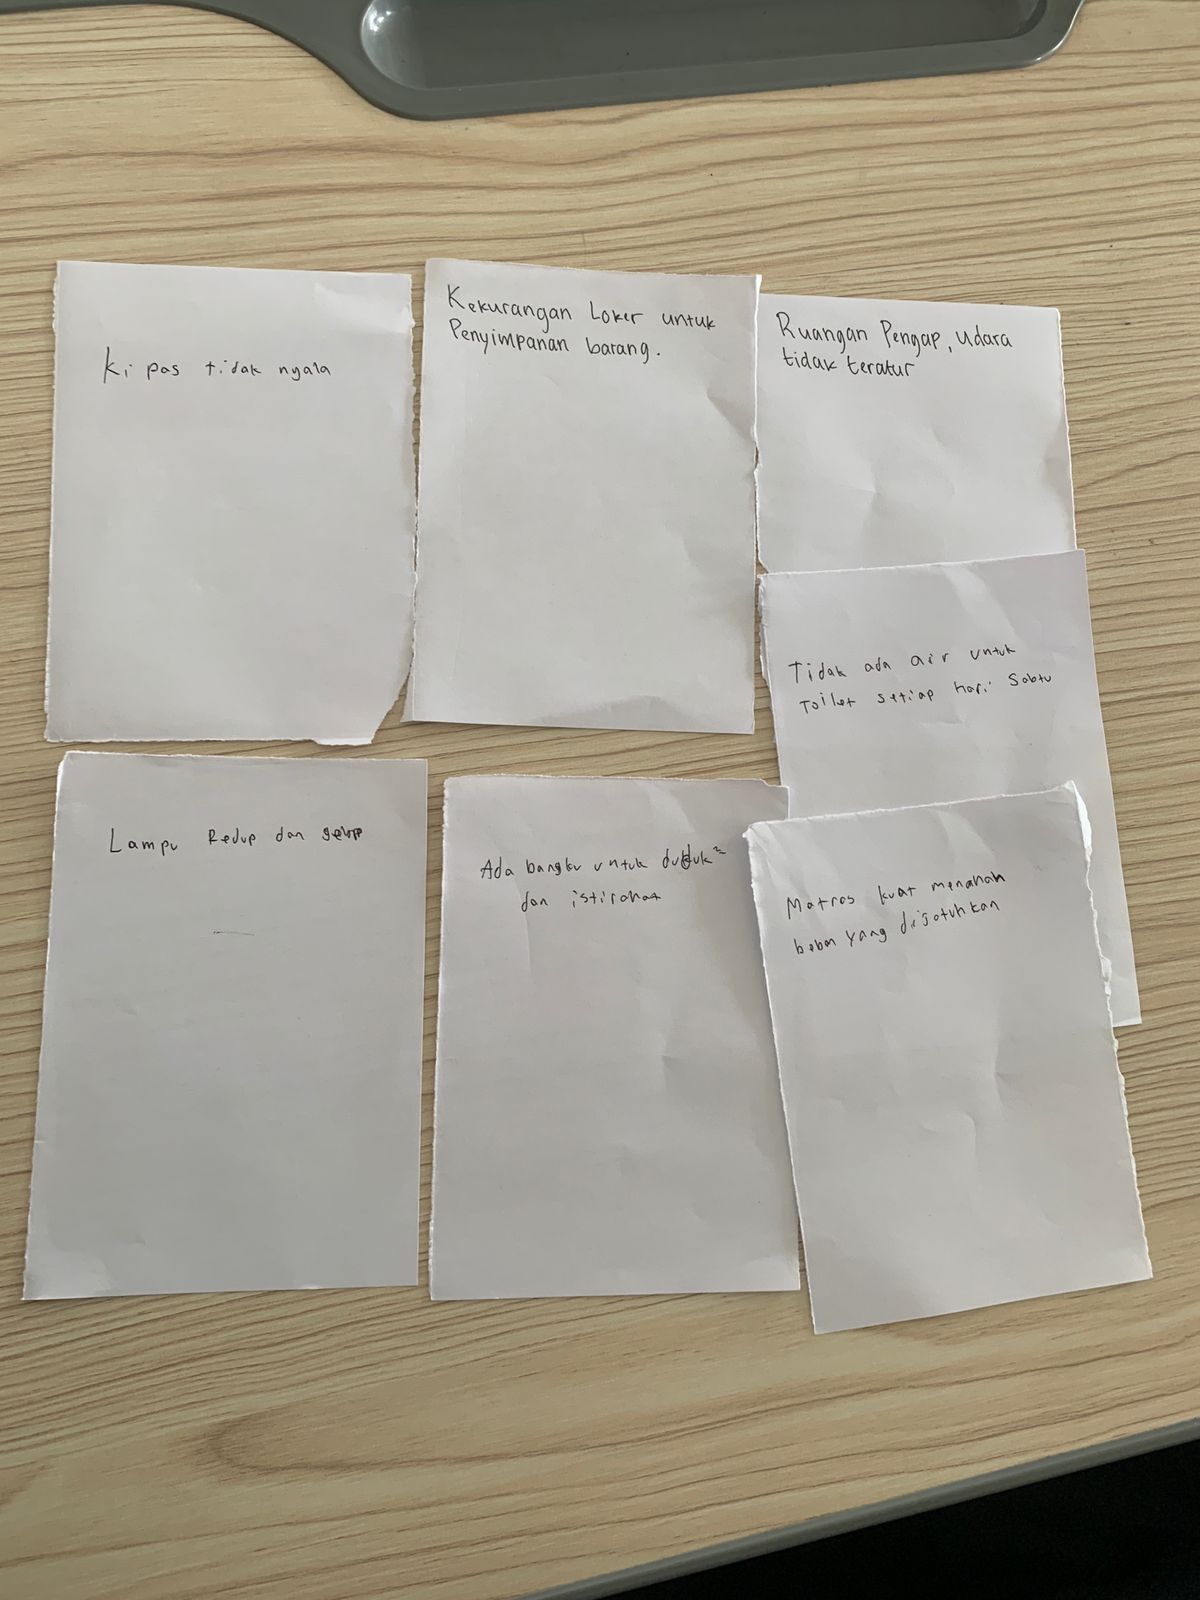 Kipas tidak nyala
Kekurangan Loker untuk
Penyimpanan barang.
Ruangan Pengap, udara
tidak teratur
Tidak ada air untuk
Toilet setiap hari Sabtu
Lampu Redup dan gelap
Ada bangku untuk duduk²
dan istirahat
Matras kuat menahan
beban yang dijatuhkan